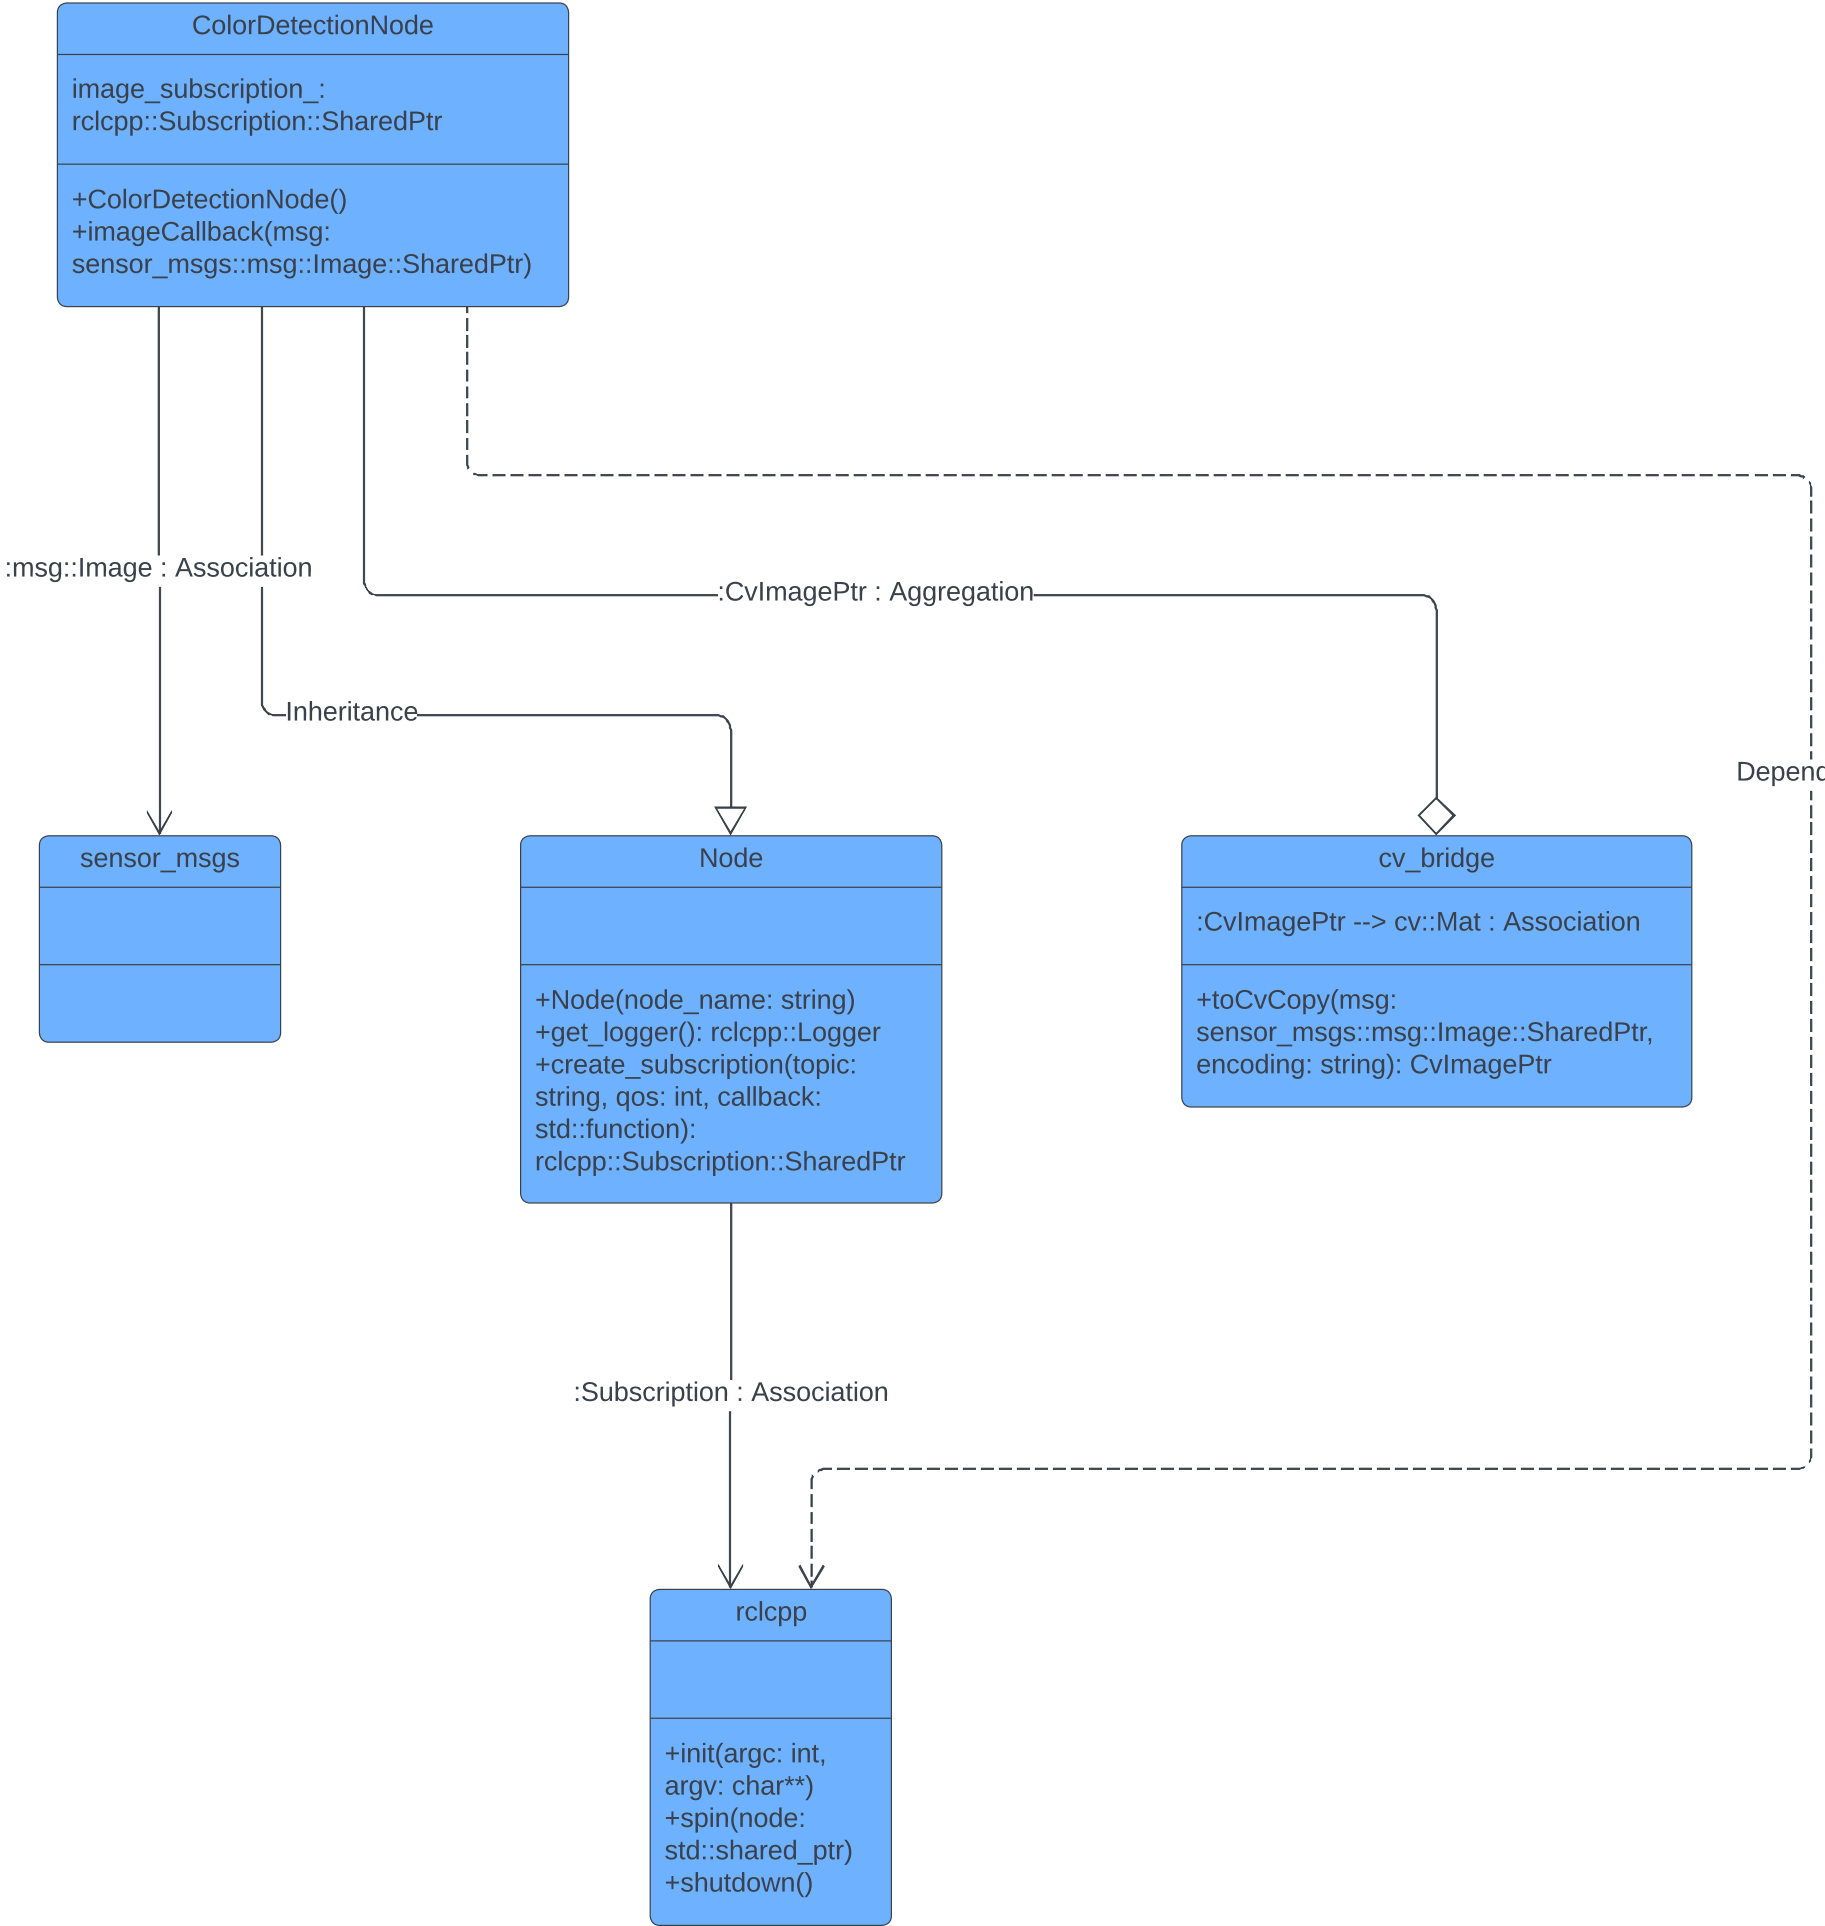 ColorDetectionNode
image_subscription_:
rclcpp::Subscription::SharedPtr
+ColorDetectionNode()
+imageCallback(msg:
sensor_msgs::msg::Image::SharedPtr)
:msg::Image : Association
:CvImagePtr : Aggregation
Inheritance
Depend
sensor_msgs
Node
+Node(node_name: string)
+get_logger(): rclcpp::Logger
+create_subscription(topic:
string, qos: int, callback:
std::function):
rclcpp::Subscription::SharedPtr
cv_bridge
:CvImagePtr --> cv::Mat : Association
+toCvCopy(msg:
sensor_msgs::msg::Image::SharedPtr,
encoding: string): CvImagePtr
:Subscription : Association
rclcpp
+init(argc: int,
argv: char**)
+spin(node:
std::shared_ptr)
+shutdown()